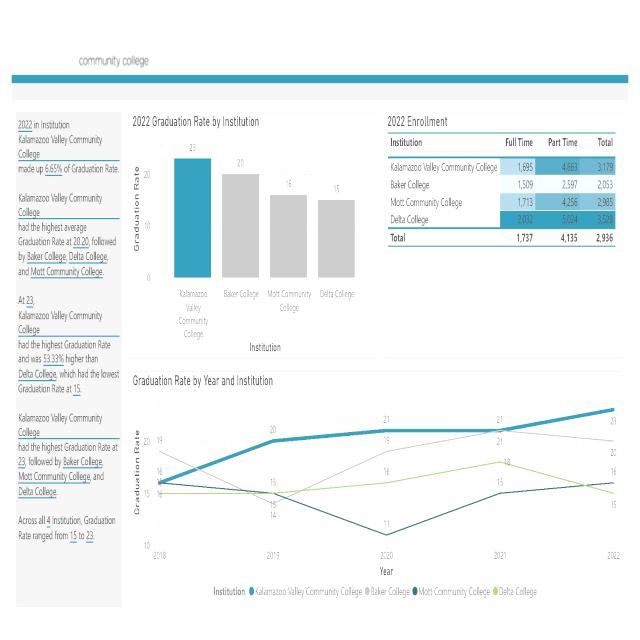 community college
2022 in Institution
Kalamazoo Valley Community
College
made up 6.65% of Graduation Rate.
Kalamazoo Valley Community
College
had the highest average
Graduation Rate at 20.20, followed
by Baker College, Delta College,
and Mott Community College.
At 23,
Kalamazoo Valley Community
College
had the highest Graduation Rate
and was 53.33% higher than
Delta College, which had the lowest
Graduation Rate at 15.
Kalamazoo Valley Community
College
had the highest Graduation Rate at
23, followed by Baker College,
Mott Community College, and
Delta College.
Across all 4 Institution, Graduation
Rate ranged from 15 to 23.
2022 Graduation Rate by Institution
Graduation Rate
20
10
0
23
20
16
15
Kalamazoo
Valley
Community
College
Baker College
Mott Community
College
Delta College
Institution
2022 Enrollment
Institution Full Time Part Time Total
Kalamazoo Valley Community College 1,695 4,663 3,179
Baker College 1,509 2,597 2,053
Mott Community College 1,713 4,256 2,985
Delta College 2,032 5,024 3,528
Total 1,737 4,135 2,936
Graduation Rate by Year and Institution
Graduation Rate
20
15
10
19
16
16
20
15
15
14
21
19
16
11
21
21
18
15
23
20
16
15
2018 2019 2020 2021 2022
Year
Institution Kalamazoo Valley Community College Baker College Mott Community College Delta College